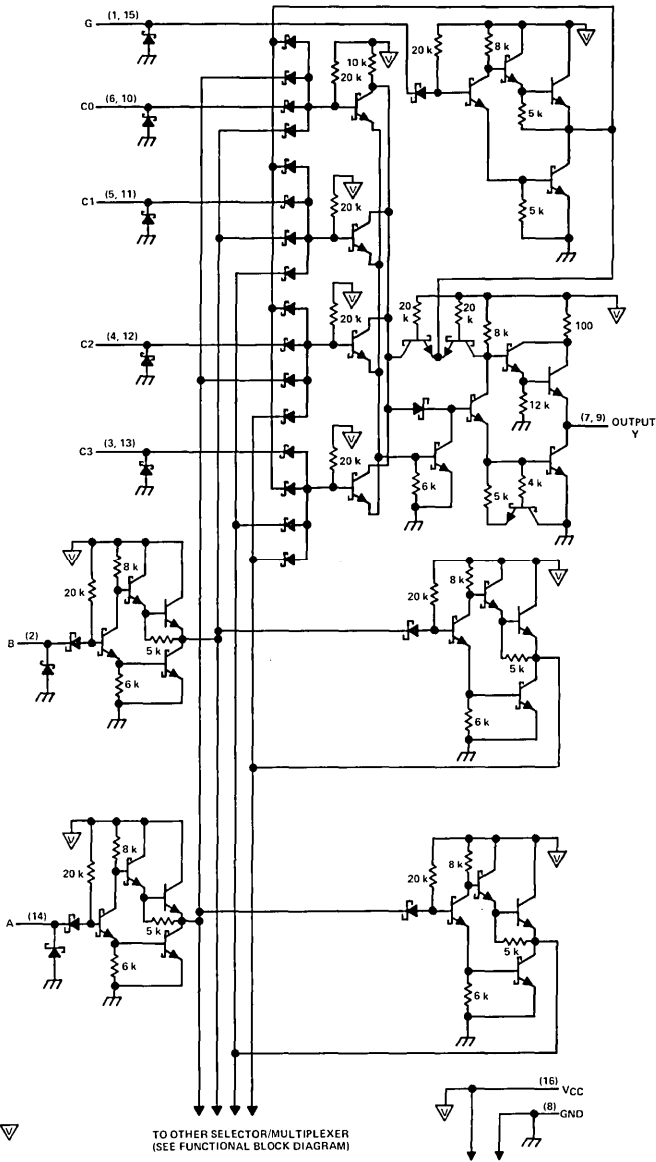 G (1, 15)
20 k
8 k
V
5 k
5 k
C0 (6, 10)
10 k
20 k
V
C1 (5, 11)
V
20 k
C2 (4, 12)
V
20 k
20 k
20 k
8 k
100
V
12 k
(7, 9) OUTPUT
Y
C3 (3, 13)
V
20 k
6 k
5 k
4 k
V
8 k
20 k
B (2)
5 k
6 k
8 k
20 k
V
5 k
6 k
V
8 k
20 k
A (14)
5 k
6 k
8 k
20 k
V
5 k
6 k
V
(16) VCC
(8) GND
V
TO OTHER SELECTOR/MULTIPLEXER
(SEE FUNCTIONAL BLOCK DIAGRAM)